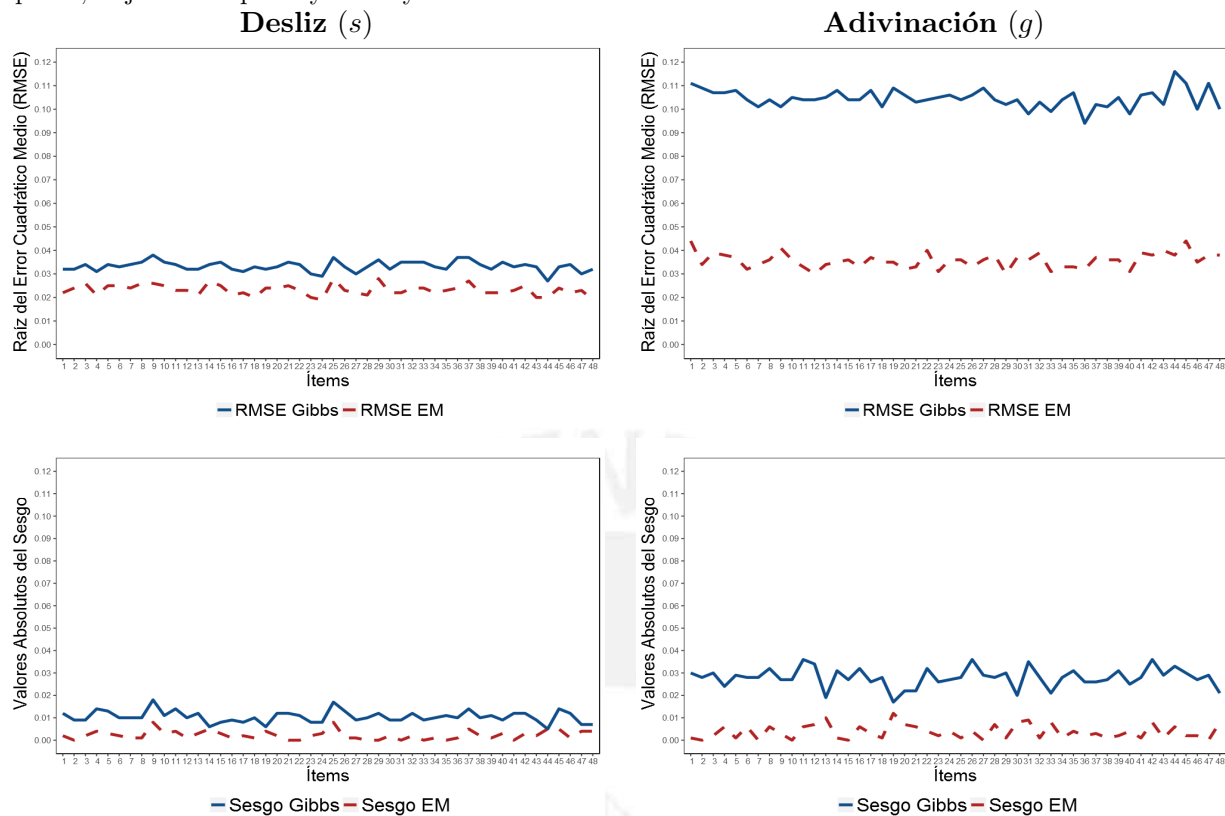 Desliz (s)
Adivinación (g)
Raíz del Error Cuadrático Medio (RMSE)
0.12
0.11
0.10
0.09
0.08
0.07
0.06
0.05
0.04
0.03
0.02
0.01
0.00
1 2 3 4 5 6 7 8 9 10 11 12 13 14 15 16 17 18 19 20 21 22 23 24 25 26 27 28 29 30 31 32 33 34 35 36 37 38 39 40 41 42 43 44 45 46 47 48
Ítems
RMSE Gibbs RMSE EM
Raíz del Error Cuadrático Medio (RMSE)
0.12
0.11
0.10
0.09
0.08
0.07
0.06
0.05
0.04
0.03
0.02
0.01
0.00
1 2 3 4 5 6 7 8 9 10 11 12 13 14 15 16 17 18 19 20 21 22 23 24 25 26 27 28 29 30 31 32 33 34 35 36 37 38 39 40 41 42 43 44 45 46 47 48
Ítems
RMSE Gibbs RMSE EM
Valores Absolutos del Sesgo
0.12
0.11
0.10
0.09
0.08
0.07
0.06
0.05
0.04
0.03
0.02
0.01
0.00
1 2 3 4 5 6 7 8 9 10 11 12 13 14 15 16 17 18 19 20 21 22 23 24 25 26 27 28 29 30 31 32 33 34 35 36 37 38 39 40 41 42 43 44 45 46 47 48
Ítems
Sesgo Gibbs Sesgo EM
Valores Absolutos del Sesgo
0.12
0.11
0.10
0.09
0.08
0.07
0.06
0.05
0.04
0.03
0.02
0.01
0.00
1 2 3 4 5 6 7 8 9 10 11 12 13 14 15 16 17 18 19 20 21 22 23 24 25 26 27 28 29 30 31 32 33 34 35 36 37 38 39 40 41 42 43 44 45 46 47 48
Ítems
Sesgo Gibbs Sesgo EM